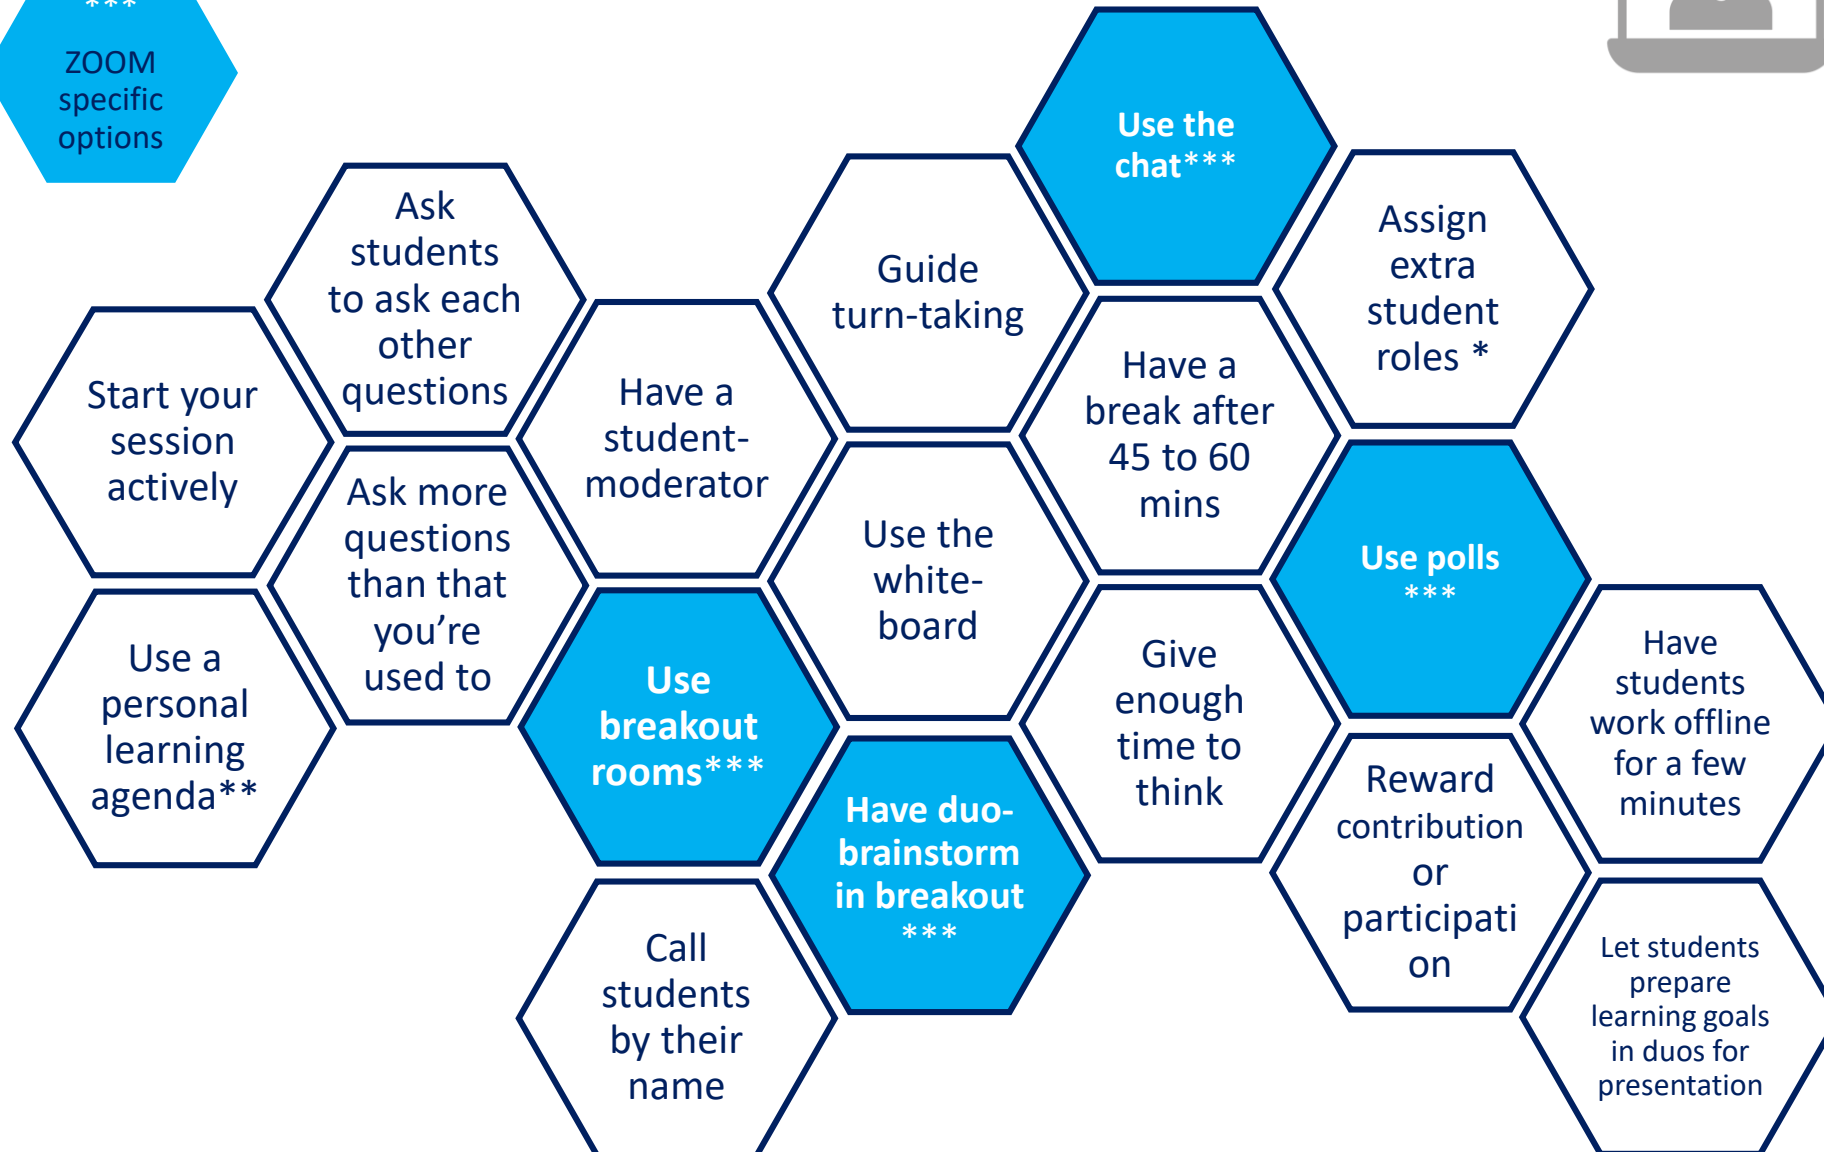 ***
ZOOM
specific
options
Use the
chat***
Ask
students
to ask each
other
questions
Guide
turn-taking
Assign
extra
student
roles *
Start your
session
actively
Have a
student-
moderator
Have a
break after
45 to 60
mins
Ask more
questions
than that
you’re
used to
Use the
white-
board
Use polls
***
Use a
personal
learning
agenda**
Use
breakout
rooms***
Give
enough
time to
think
Have
students
work offline
for a few
minutes
Have duo-
brainstorm
in breakout
***
Reward
contribution
or
participati
on
Call
students
by their
name
Let students
prepare
learning goals
in duos for
presentation